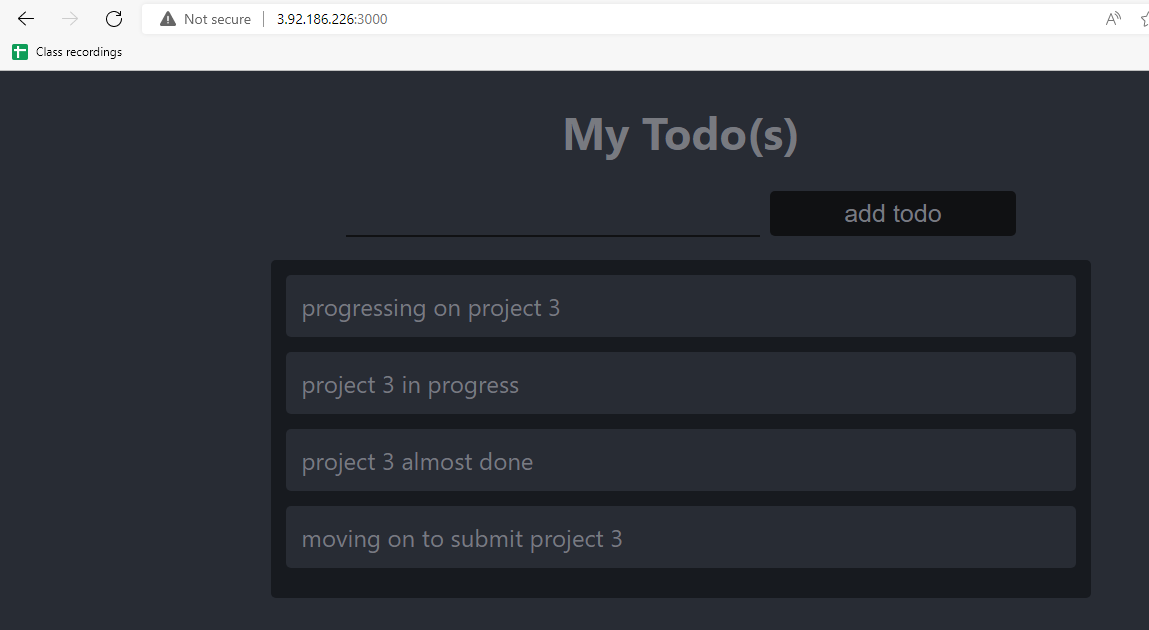 Not secure | 3.92.186.226:3000
Class recordings
My Todo(s)
add todo
progressing on project 3
project 3 in progress
project 3 almost done
moving on to submit project 3